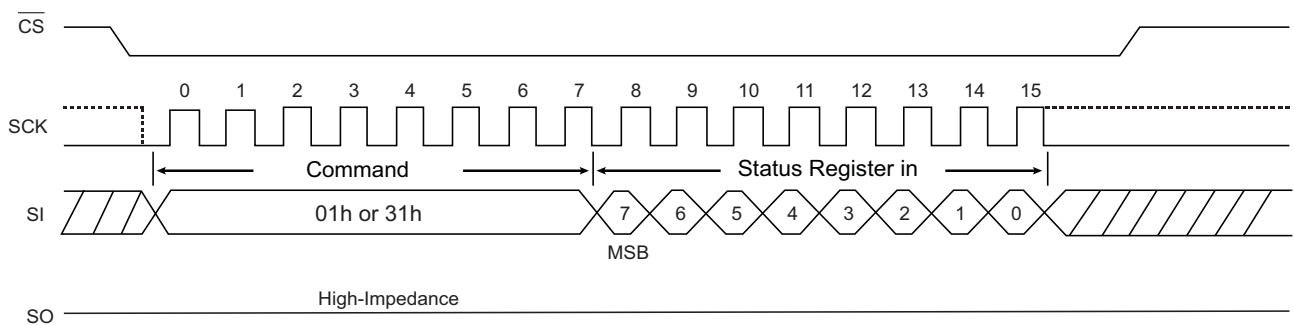 CS
0 1 2 3 4 5 6 7 8 9 10 11 12 13 14 15
SCK
Command Status Register in
SI 01h or 31h 7 6 5 4 3 2 1 0
MSB
High-Impedance
SO